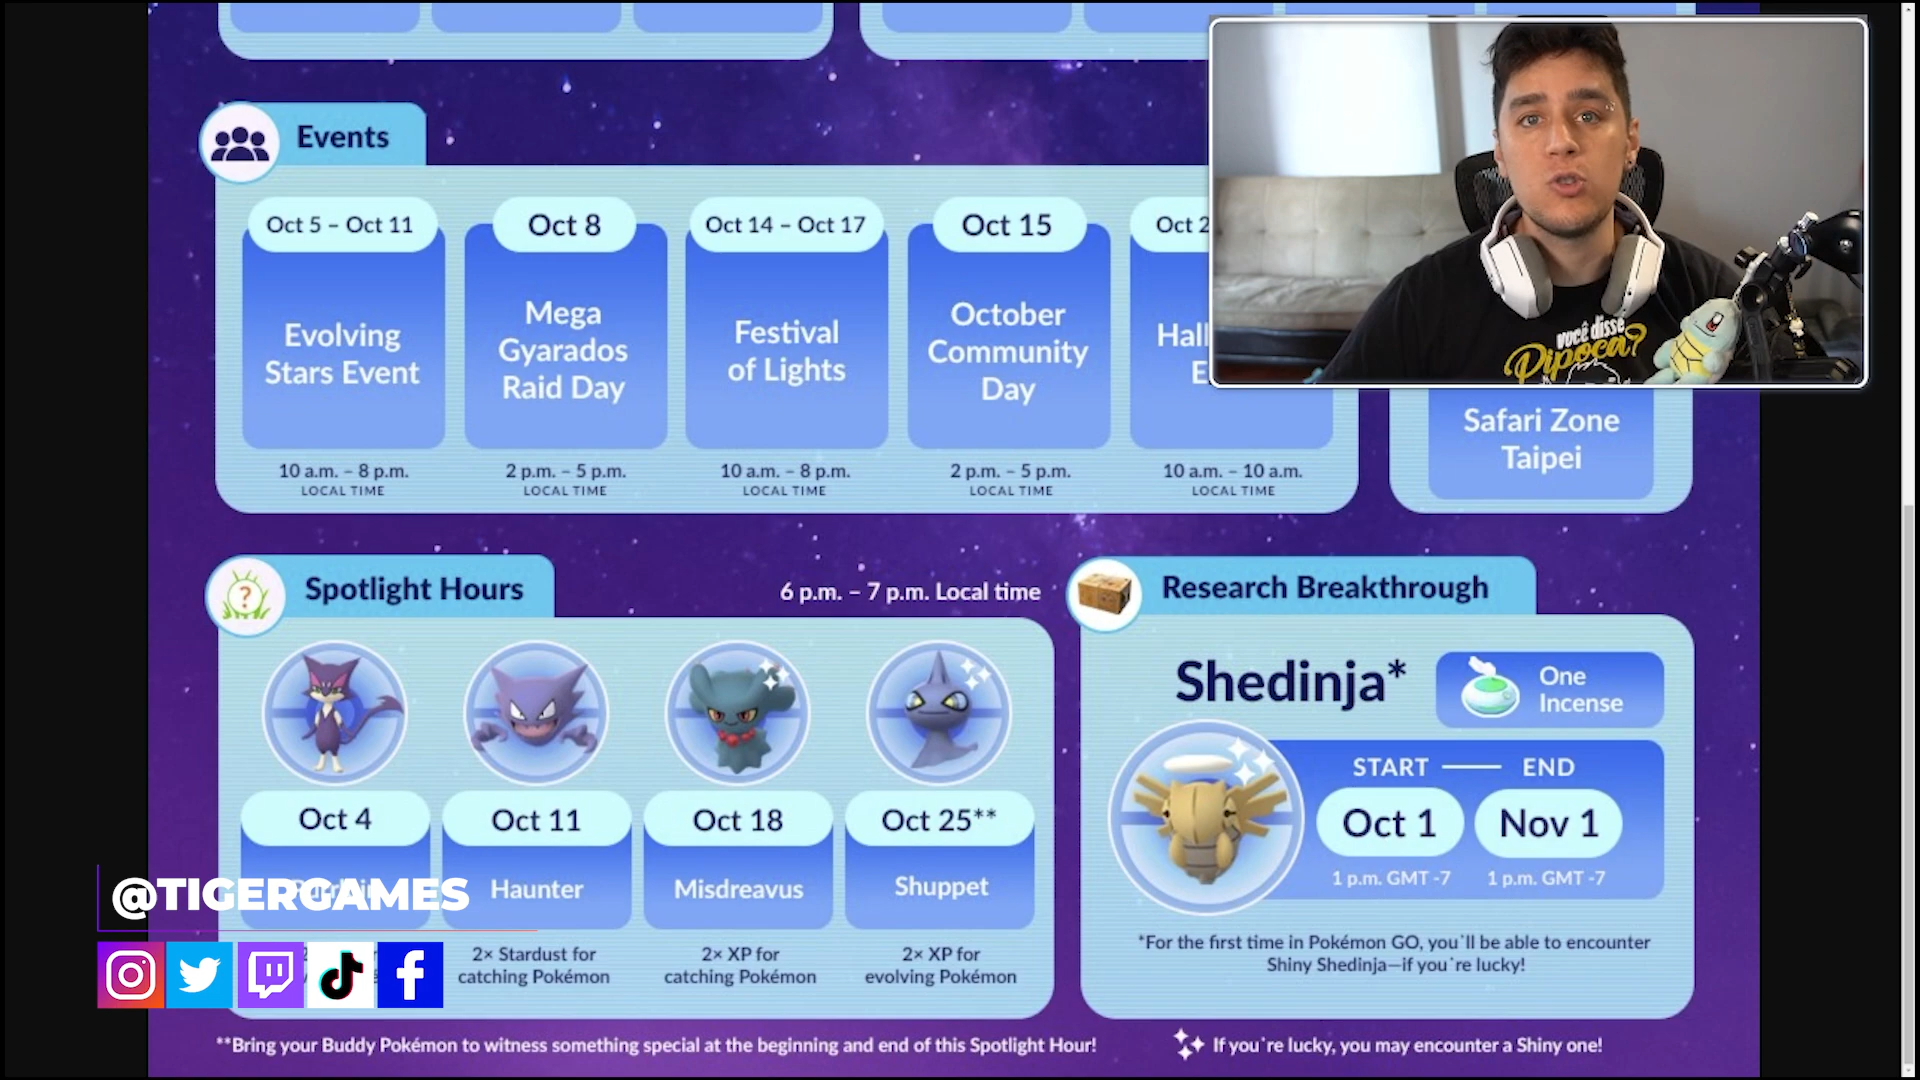 Events
Oct 5 – Oct 11
Evolving
Stars Event
10 a.m. – 8 p.m.
LOCAL TIME
Oct 8
Mega
Gyarados
Raid Day
2 p.m. – 5 p.m.
LOCAL TIME
Oct 14 – Oct 17
Festival
of Lights
10 a.m. – 8 p.m.
LOCAL TIME
Oct 15
October
Community
Day
2 p.m. – 5 p.m.
LOCAL TIME
Oct 2
Hall
E
10 a.m. – 10 a.m.
LOCAL TIME
Safari Zone
Taipei
você disse
Pipoca?
Spotlight Hours
6 p.m. – 7 p.m. Local time
Oct 4
Oct 11
Haunter
2× Stardust for
catching Pokémon
Oct 18
Misdreavus
2× XP for
catching Pokémon
Oct 25**
Shuppet
2× XP for
evolving Pokémon
@TIGERGAMES
Research Breakthrough
Shedinja*
One
Incense
START — END
Oct 1
Nov 1
1 p.m. GMT -7
1 p.m. GMT -7
*For the first time in Pokémon GO, you'll be able to encounter
Shiny Shedinja—if you're lucky!
**Bring your Buddy Pokémon to witness something special at the beginning and end of this Spotlight Hour!
If you're lucky, you may encounter a Shiny one!